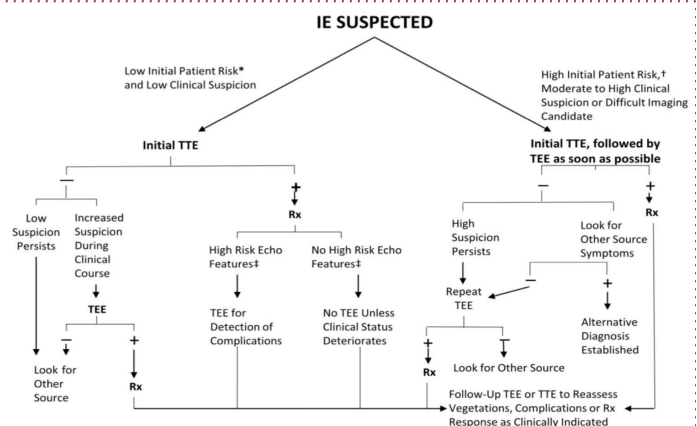 IE SUSPECTED
Low Initial Patient Risk*
and Low Clinical Suspicion
High Initial Patient Risk,†
Moderate to High Clinical
Suspicion or Difficult Imaging
Candidate
Initial TTE
Initial TTE, followed by
TEE as soon as possible
−
+
−
+
Low
Suspicion
Persists
Increased
Suspicion
During
Clinical
Course
Rx
High
Suspicion
Persists
Look for
Other Source
Symptoms
Rx
High Risk Echo
Features‡
No High Risk Echo
Features‡
−
+
TEE
TEE for
Detection of
Complications
No TEE Unless
Clinical Status
Deteriorates
Repeat
TEE
Alternative
Diagnosis
Established
−
+
+
−
Look for
Other
Source
Rx
Rx
Look for Other Source
Follow-Up TEE or TTE to Reassess
Vegetations, Complications or Rx
Response as Clinically Indicated